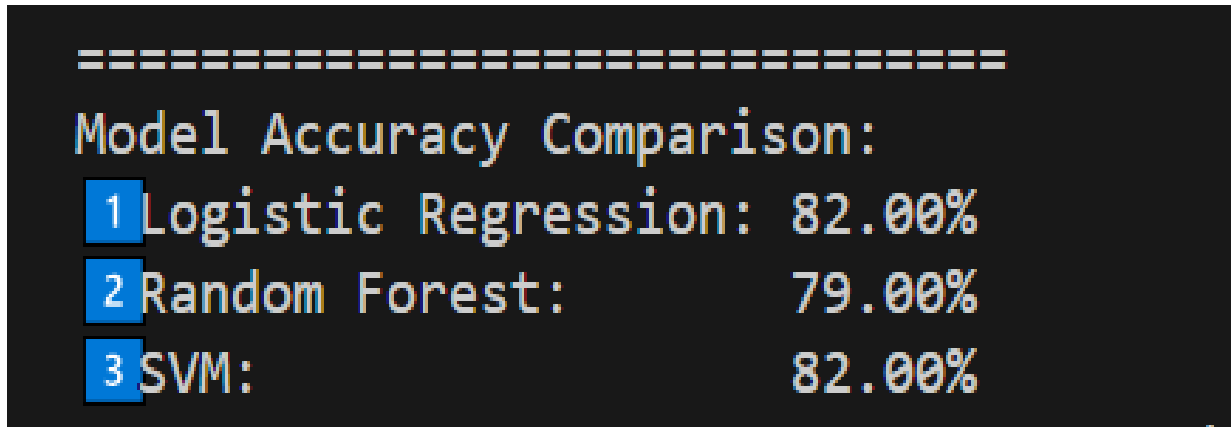 ==============================
Model Accuracy Comparison:
1 Logistic Regression: 82.00%
2 Random Forest: 79.00%
3 SVM: 82.00%